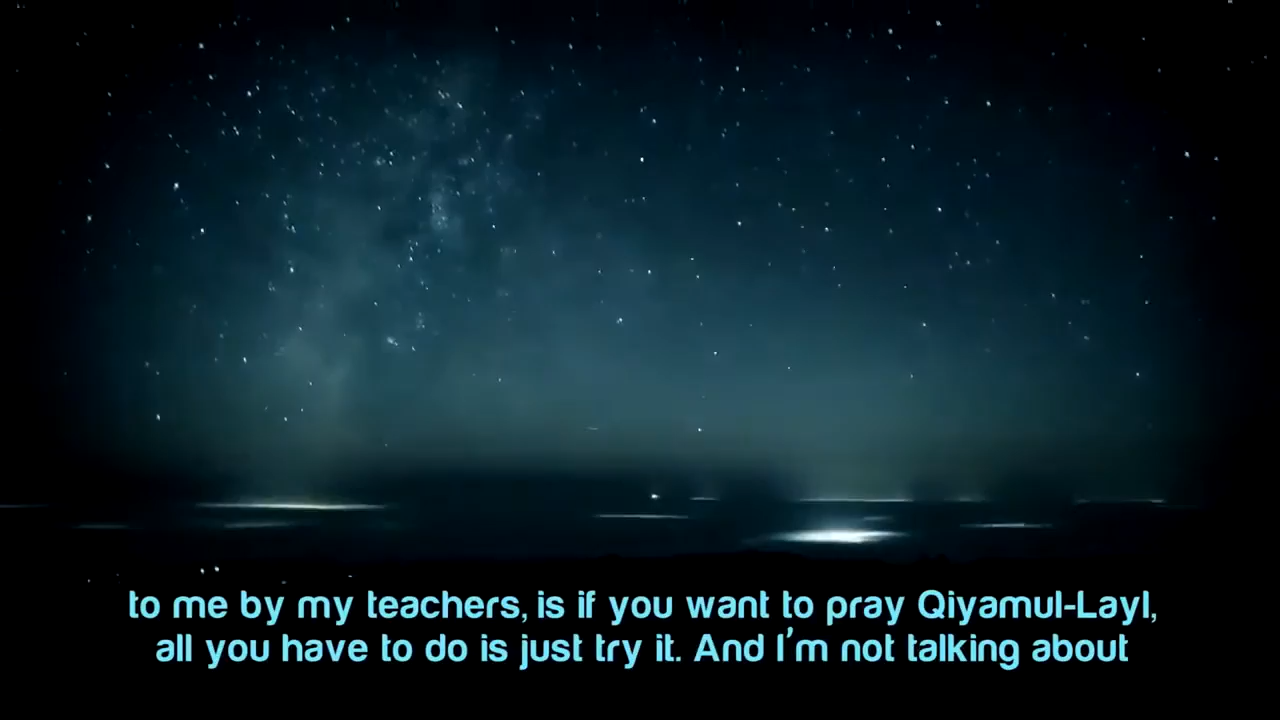 to me by my teachers, is if you want to pray Qiyamul-Layl,
all you have to do is just try it. And I'm not talking about